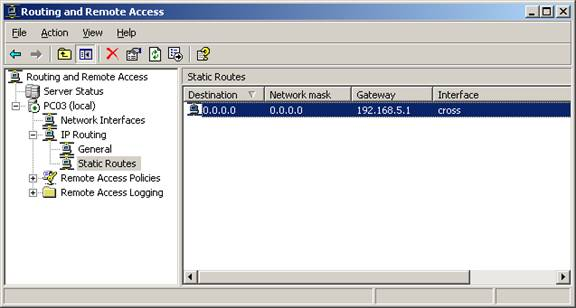 Routing and Remote Access
File Action View Help
Routing and Remote Access
Server Status
PC03 (local)
Network Interfaces
IP Routing
General
Static Routes
Remote Access Policies
Remote Access Logging
Static Routes
Destination Network mask Gateway Interface
0.0.0.0 0.0.0.0 192.168.5.1 cross